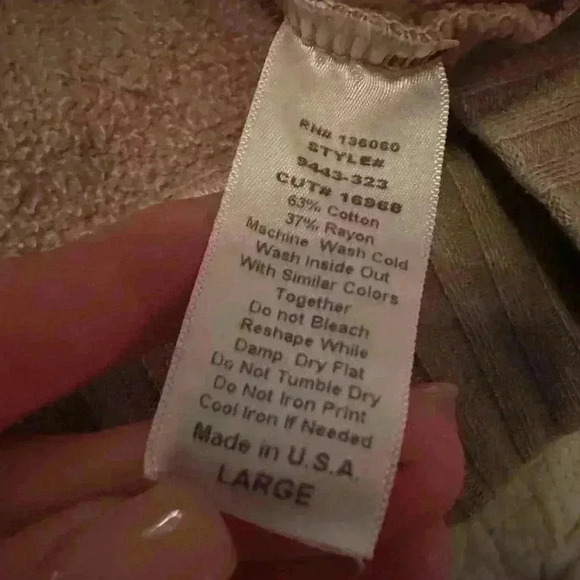 RN# 136060
STYLE#
9443-323
CUT# 16968
63% Cotton
37% Rayon
Machine Wash Cold
Wash Inside Out
With Similar Colors
Together
Do not Bleach
Reshape While
Damp Dry Flat
Do Not Tumble Dry
Do Not Iron Print
Cool Iron If Needed
Made in U.S.A.
LARGE